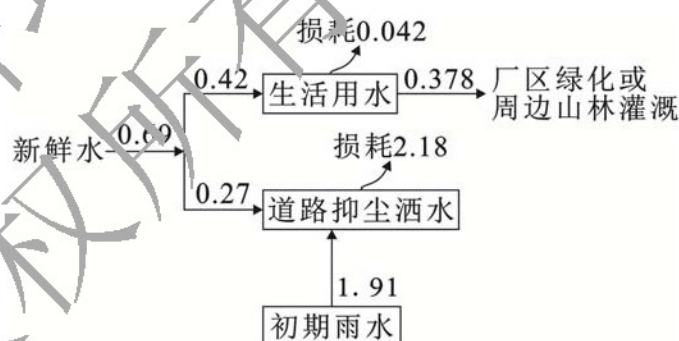 损耗0.042
0.42
生活用水
0.378
厂区绿化或
周边山林灌溉
新鲜水
0.69
损耗2.18
0.27
道路抑尘洒水
1.91
初期雨水